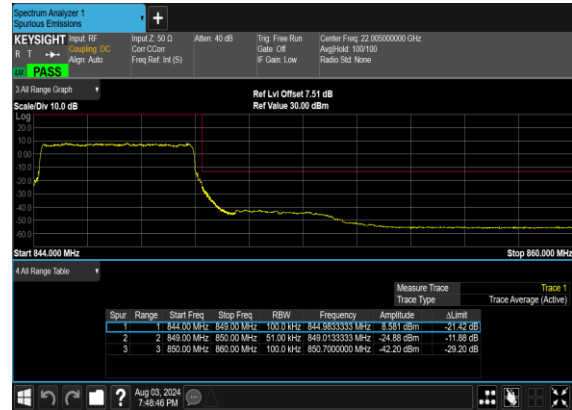 Spectrum Analyzer 1
Spurious Emissions
KEYSIGHT Input: RF Input Z: 50 Ω Atten: 40 dB Trig: Free Run Center Freq: 22.005000000 GHz
R T Coupling: DC Corr CCorr Gate: Off Avg|Hold: 100/100
Align: Auto Freq Ref: Int (S) IF Gain: Low Radio Std: None
LXI PASS
3 All Range Graph
Ref Lvl Offset 7.51 dB
Scale/Div 10.0 dB Ref Value 30.00 dBm
Log
20.0
10.0
0.00
-10.0
-20.0
-30.0
-40.0
-50.0
-60.0
Start 844.000 MHz Stop 860.000 MHz
4 All Range Table
Measure Trace Trace 1
Trace Type Trace Average (Active)
Spur Range Start Freq Stop Freq RBW Frequency Amplitude ΔLimit
1 1 844.00 MHz 849.00 MHz 100.0 kHz 844.9833333 MHz 8.581 dBm -21.42 dB
2 2 849.00 MHz 850.00 MHz 51.00 kHz 849.0133333 MHz -24.88 dBm -11.88 dB
3 3 850.00 MHz 860.00 MHz 100.0 kHz 850.7000000 MHz -42.20 dBm -29.20 dB
Aug 03, 2024
7:48:46 PM